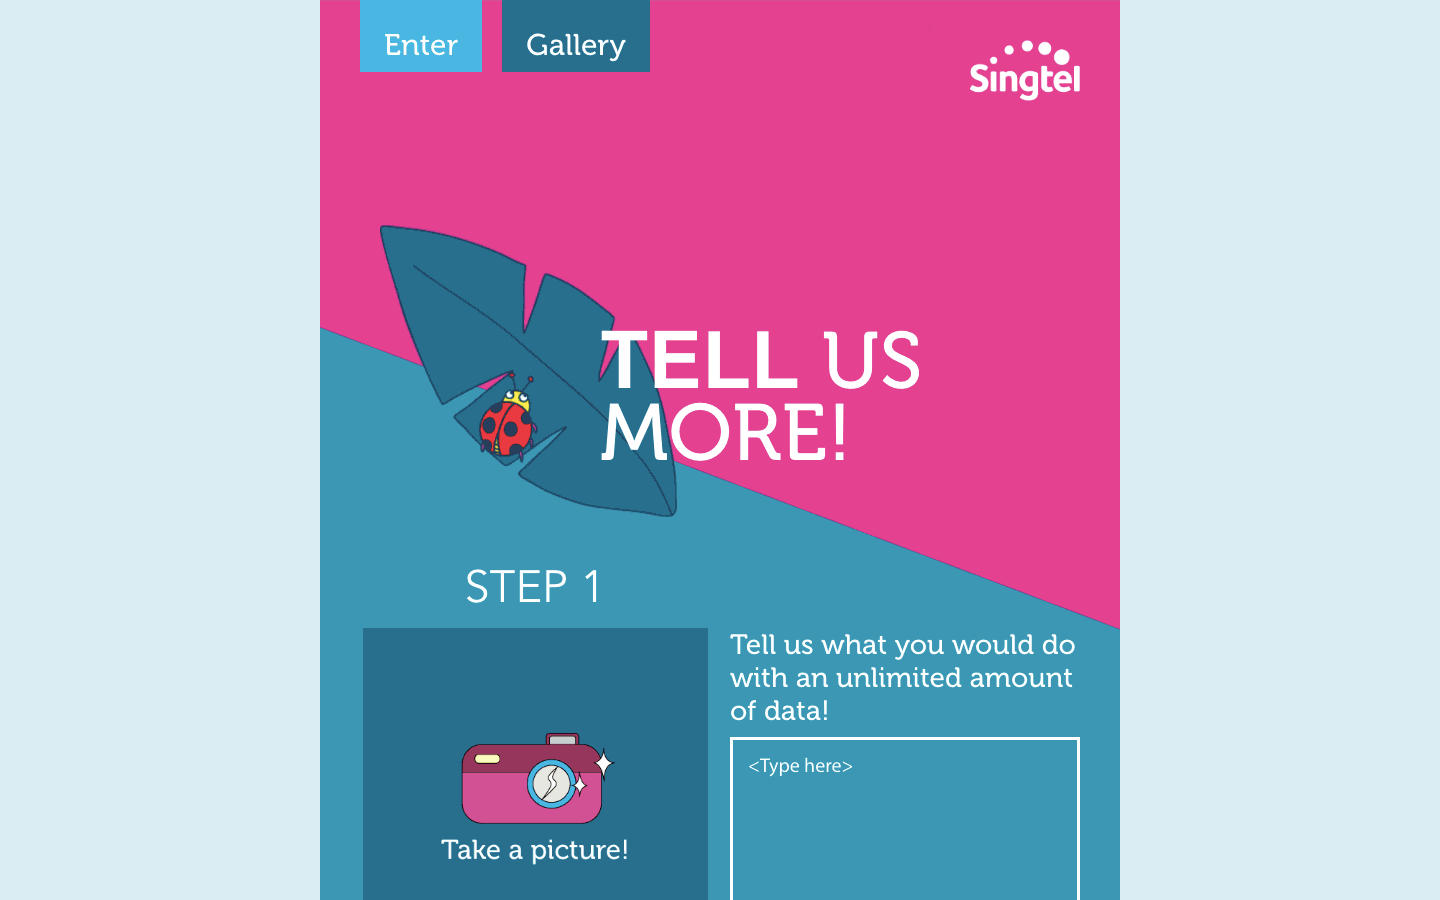 Enter
Gallery
Singtel
TELL US
MORE!
STEP 1
Take a picture!
Tell us what you would do
with an unlimited amount
of data!
<Type here>